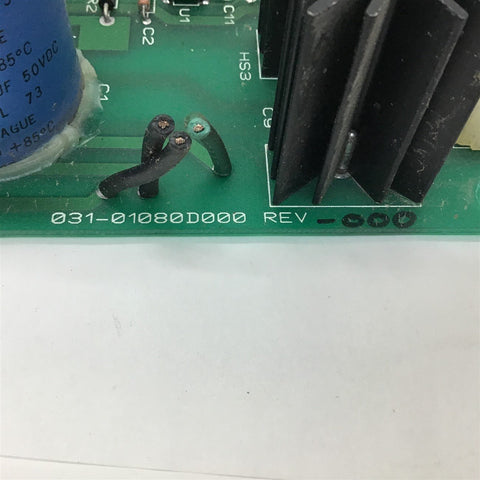 E
85°C
UF 50VDC
L 73
AGUE
+85°C
R2
C2
U1
C11
HS3
C1
C9
031-01080D000 REV -000